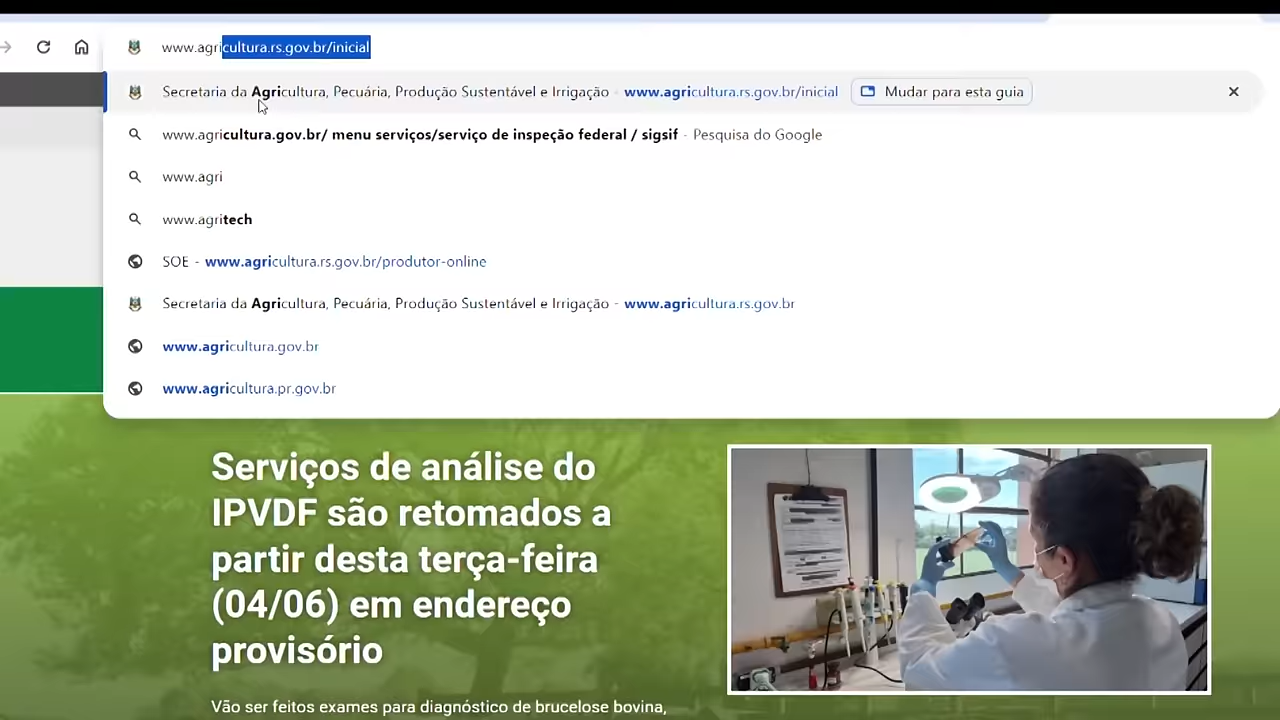 www.agricultura.rs.gov.br/inicial
Secretaria da Agricultura, Pecuária, Produção Sustentável e Irrigação - www.agricultura.rs.gov.br/inicial Mudar para esta guia
www.agricultura.gov.br/ menu serviços/serviço de inspeção federal / sigsif - Pesquisa do Google
www.agri
www.agritech
SOE - www.agricultura.rs.gov.br/produtor-online
Secretaria da Agricultura, Pecuária, Produção Sustentável e Irrigação - www.agricultura.rs.gov.br
www.agricultura.gov.br
www.agricultura.pr.gov.br
Serviços de análise do
IPVDF são retomados a
partir desta terça-feira
(04/06) em endereço
provisório
Vão ser feitos exames para diagnóstico de brucelose bovina,